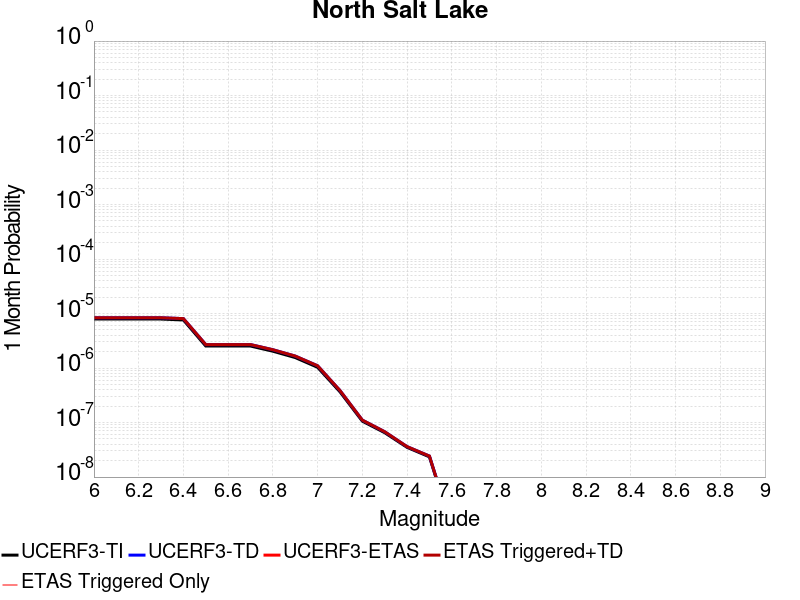 North Salt Lake
10^0
10^-1
10^-2
10^-3
10^-4
10^-5
10^-6
10^-7
10^-8
1 Month Probability
6 6.2 6.4 6.6 6.8 7 7.2 7.4 7.6 7.8 8 8.2 8.4 8.6 8.8 9
Magnitude
UCERF3-TI UCERF3-TD UCERF3-ETAS ETAS Triggered+TD
ETAS Triggered Only